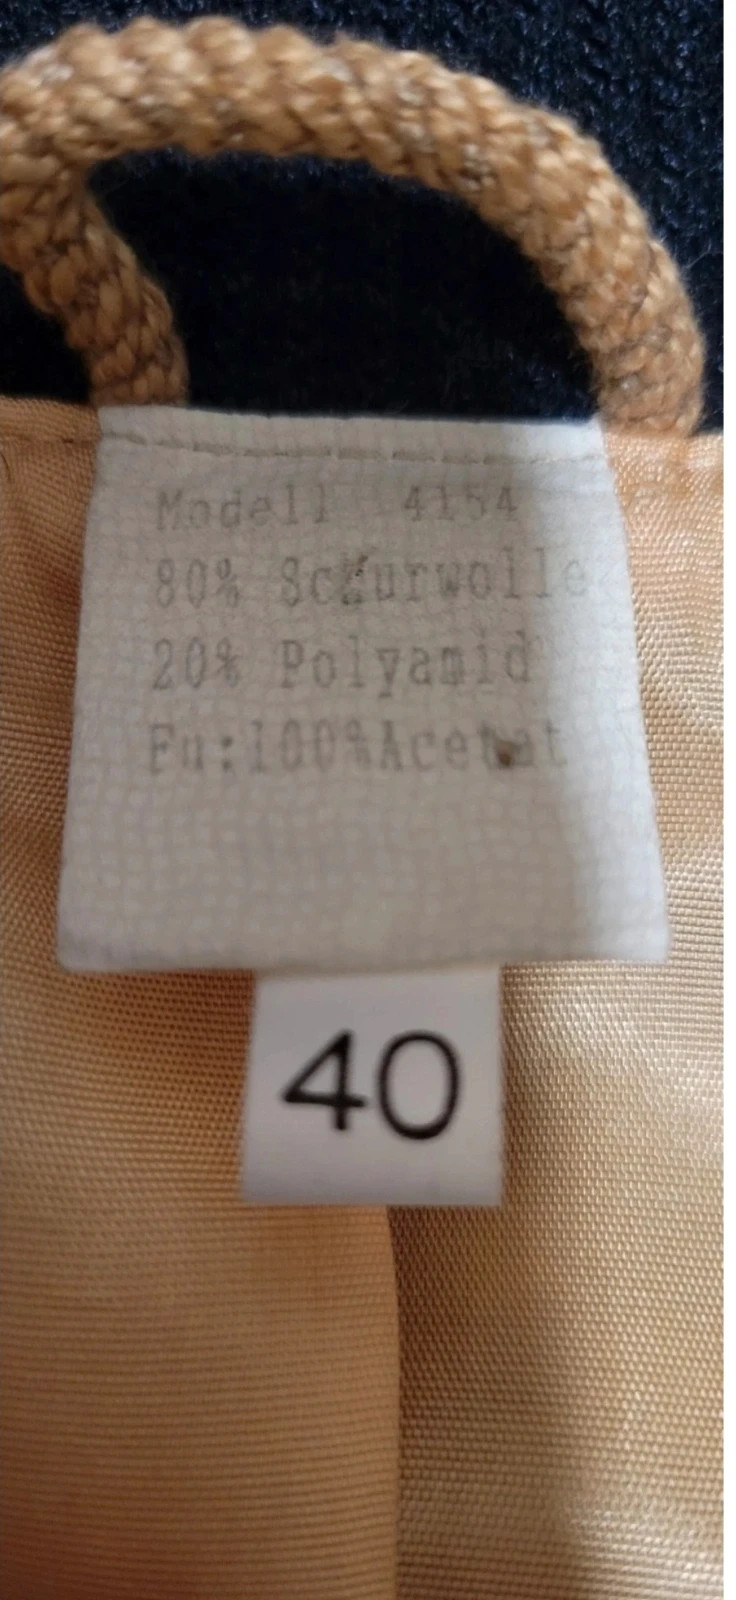 Modell 4154
80% Schurwolle
20% Polyamid
Fu:100%Acetat
40